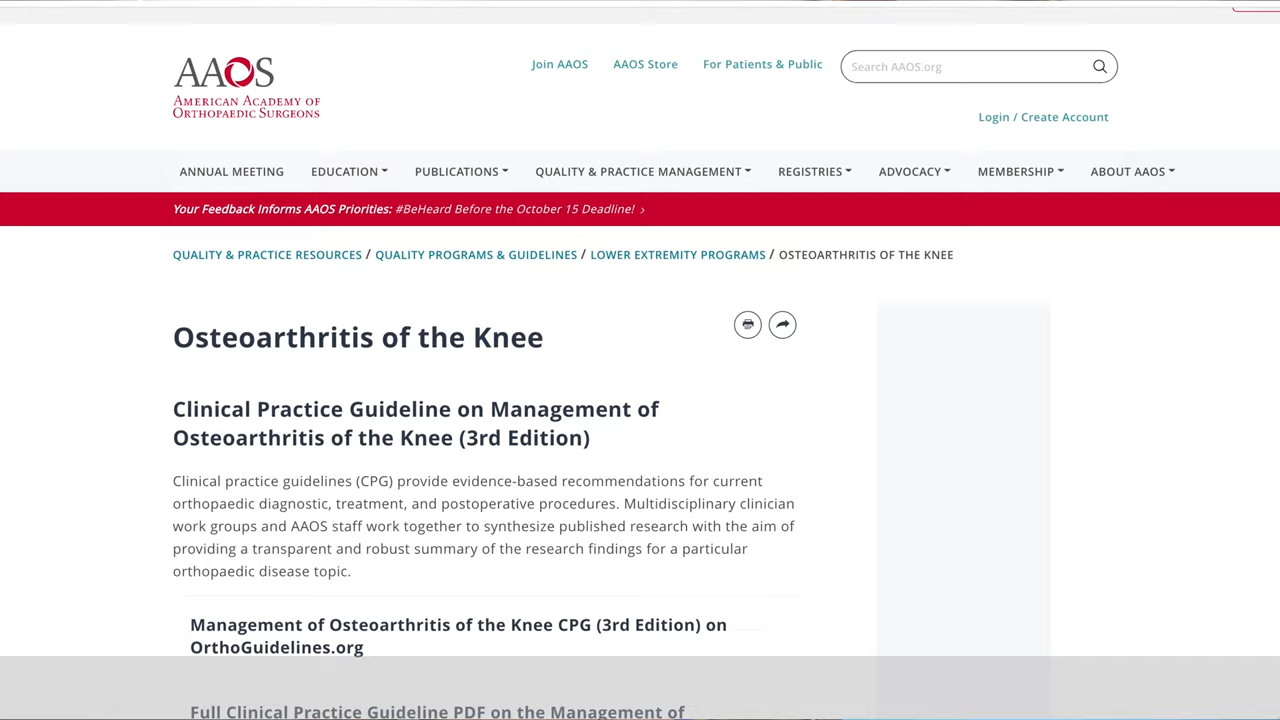 AAOS
AMERICAN ACADEMY OF
ORTHOPAEDIC SURGEONS
Join AAOS
AAOS Store
For Patients & Public
Search AAOS.org
Login / Create Account
ANNUAL MEETING
EDUCATION
PUBLICATIONS
QUALITY & PRACTICE MANAGEMENT
REGISTRIES
ADVOCACY
MEMBERSHIP
ABOUT AAOS
Your Feedback Informs AAOS Priorities: #BeHeard Before the October 15 Deadline! ›
QUALITY & PRACTICE RESOURCES / QUALITY PROGRAMS & GUIDELINES / LOWER EXTREMITY PROGRAMS / OSTEOARTHRITIS OF THE KNEE
Osteoarthritis of the Knee
Clinical Practice Guideline on Management of
Osteoarthritis of the Knee (3rd Edition)
Clinical practice guidelines (CPG) provide evidence-based recommendations for current
orthopaedic diagnostic, treatment, and postoperative procedures. Multidisciplinary clinician
work groups and AAOS staff work together to synthesize published research with the aim of
providing a transparent and robust summary of the research findings for a particular
orthopaedic disease topic.
Management of Osteoarthritis of the Knee CPG (3rd Edition) on
OrthoGuidelines.org
Full Clinical Practice Guideline PDF on the Management of